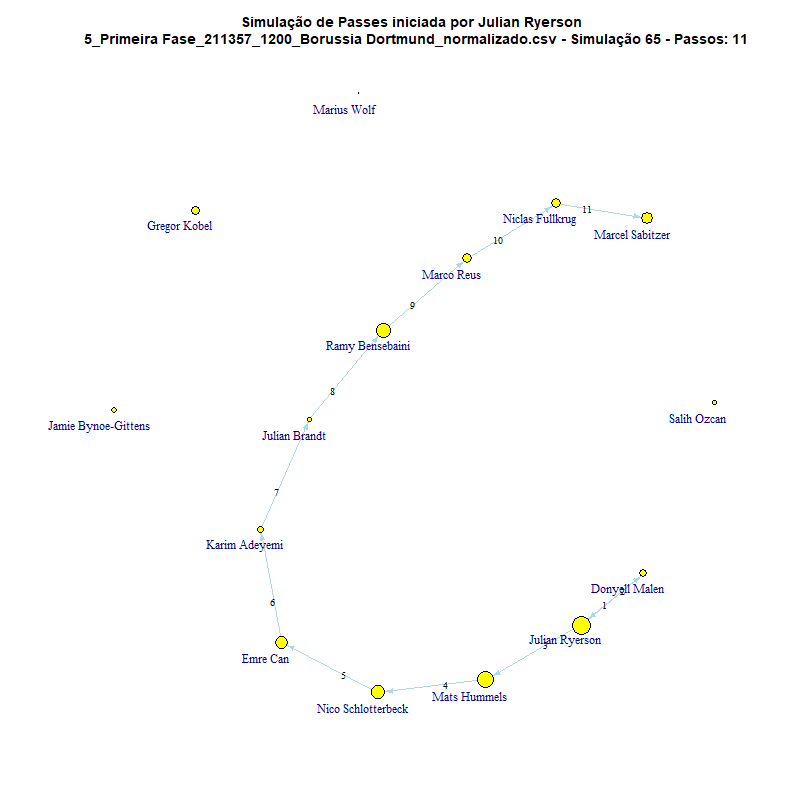 Simulação de Passes iniciada por Julian Ryerson
5_Primeira Fase_211357_1200_Borussia Dortmund_normalizado.csv - Simulação 65 - Passos: 11
Marius Wolf
Gregor Kobel
Niclas Fullkrug
11
Marcel Sabitzer
10
Marco Reus
9
Ramy Bensebaini
8
Jamie Bynoe-Gittens
Salih Ozcan
Julian Brandt
7
Karim Adeyemi
Donyell Malen
2
1
6
Julian Ryerson
3
Emre Can
5
4
Mats Hummels
Nico Schlotterbeck